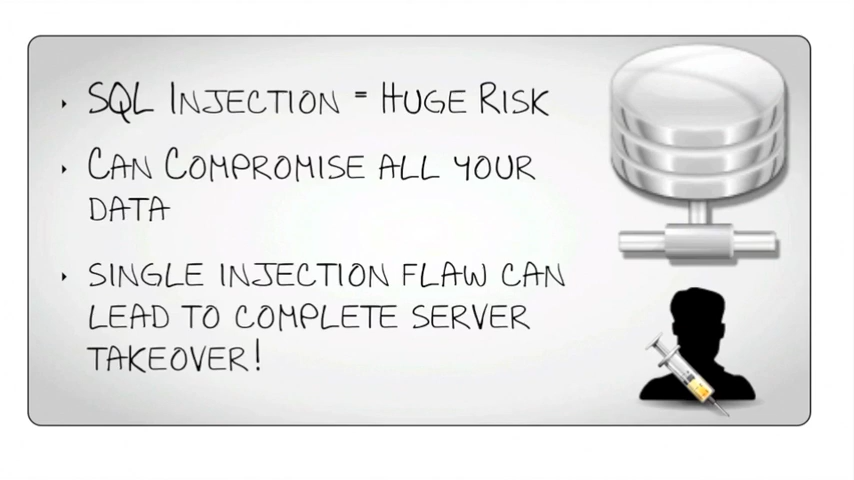 SQL INJECTION = HUGE RISK
CAN COMPROMISE ALL YOUR
DATA
SINGLE INJECTION FLAW CAN
LEAD TO COMPLETE SERVER
TAKEOVER!